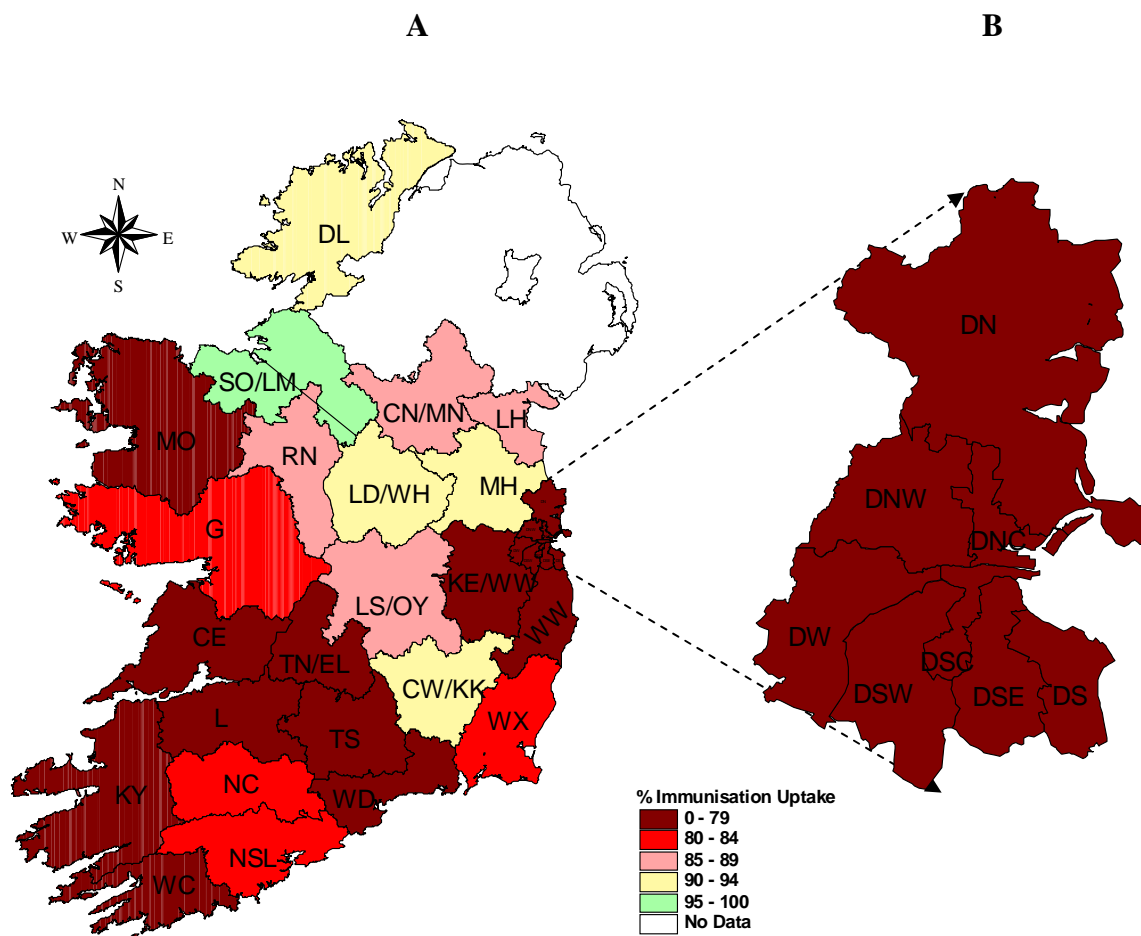 A
B
N
W E
S
DL
SO/LM
CN/MN
LH
MO
RN
LD/WH
MH
G
KE/WW
LS/OY
WW
CE
TN/EL
CW/KK
WX
L
TS
NC
KY
WD
NSL
WC
DN
DNW
DNC
DW
DSC
DSW
DSE
DS
% Immunisation Uptake
0 - 79
80 - 84
85 - 89
90 - 94
95 - 100
No Data